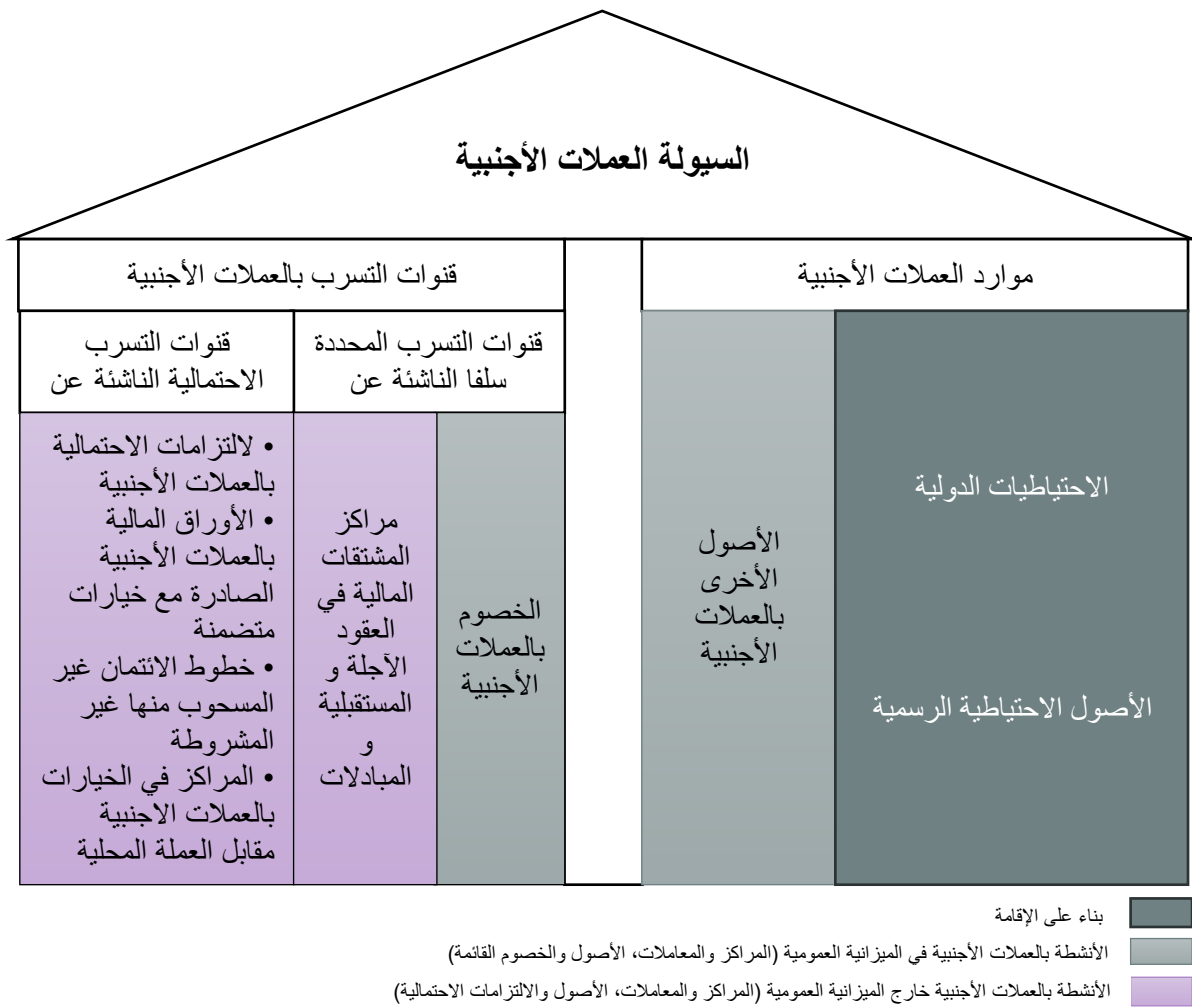 السيولة العملات الأجنبية
موارد العملات الأجنبية
الاحتياطيات الدولية
الأصول الاحتياطية الرسمية
الأصول
الأخرى
بالعملات
الأجنبية
قنوات التسرب بالعملات الأجنبية
قنوات التسرب المحددة
سلفا الناشئة عن
الخصوم
بالعملات
الأجنبية
مراكز
المشتقات
المالية في
العقود
الآجلة و
المستقبلية
و
المبادلات
قنوات التسرب
الاحتمالية الناشئة عن
• لالتزامات الاحتمالية
بالعملات الأجنبية
• الأوراق المالية
بالعملات الأجنبية
الصادرة مع خيارات
متضمنة
• خطوط الائتمان غير
المسحوب منها غير
المشروطة
• المراكز في الخيارات
بالعملات الاجنبية
مقابل العملة المحلية
بناء على الإقامة
الأنشطة بالعملات الأجنبية في الميزانية العمومية (المراكز والمعاملات، الأصول والخصوم القائمة)
الأنشطة بالعملات الأجنبية خارج الميزانية العمومية (المراكز والمعاملات، الأصول والالتزامات الاحتمالية)